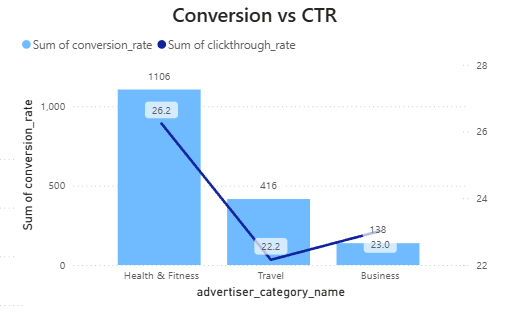 Conversion vs CTR
Sum of conversion_rate Sum of clickthrough_rate
Sum of conversion_rate
1,000
500
0
28
26
24
22
1106
26.2
416
22.2
138
23.0
Health & Fitness Travel Business
advertiser_category_name